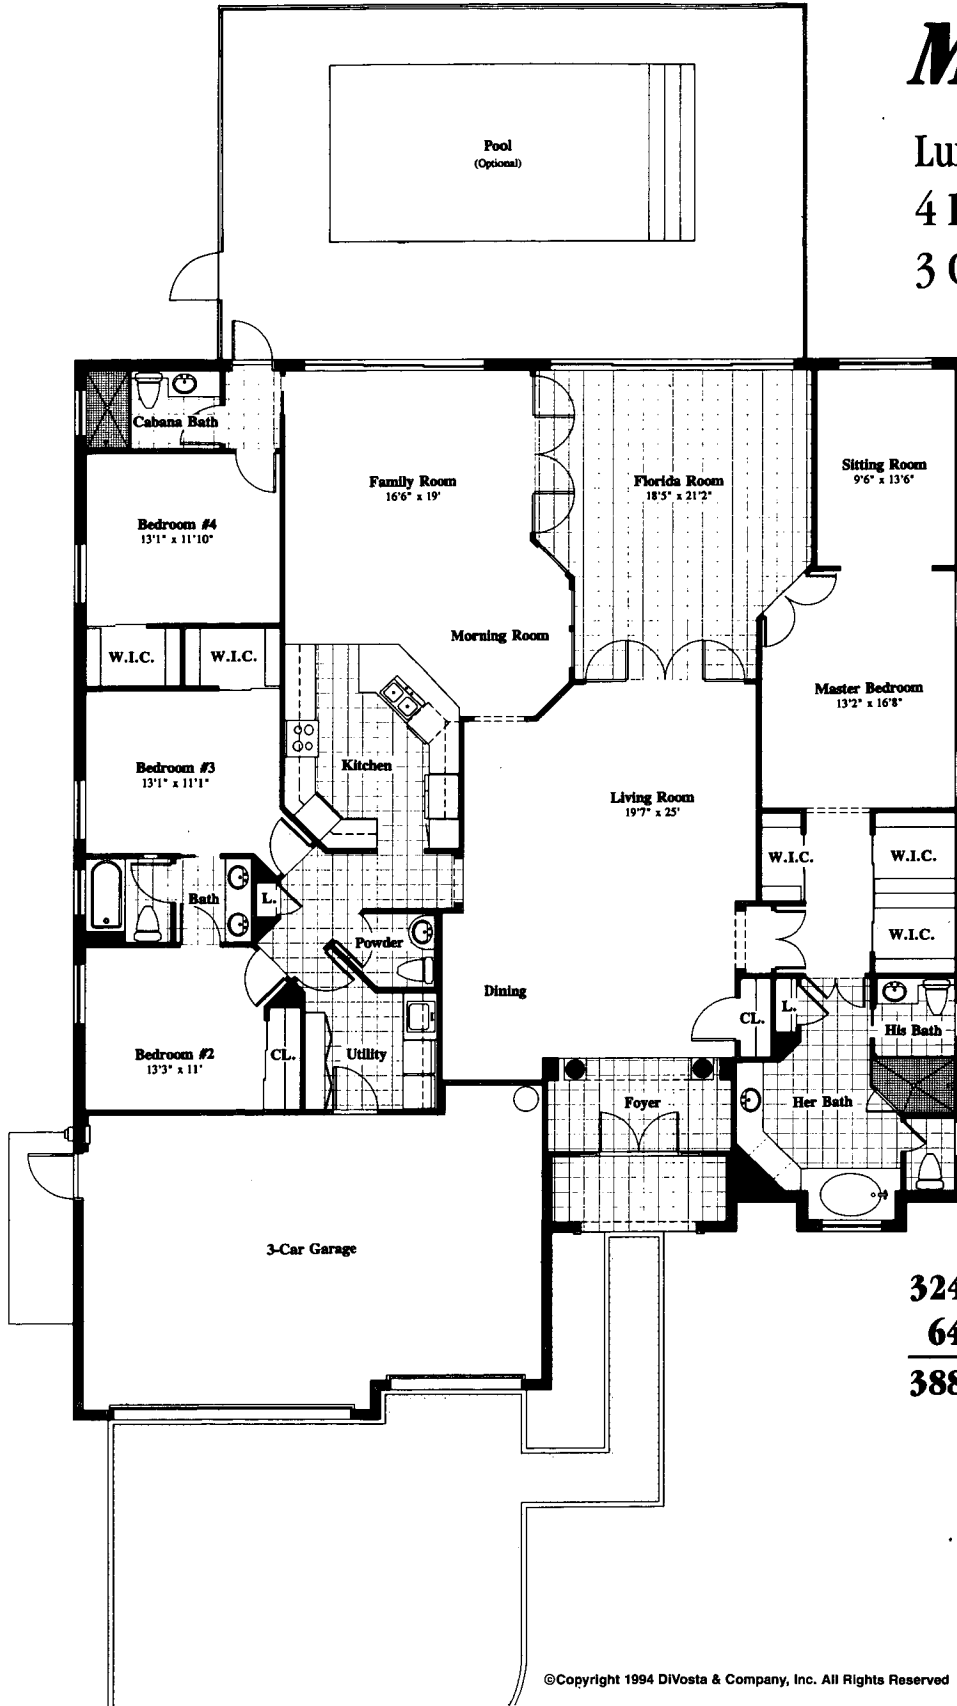 M
Lu
4
3
Pool
(Optional)
Cabana Bath
Family Room
16'6" x 19'
Florida Room
18'5" x 21'2"
Sitting Room
9'6" x 13'6"
Bedroom #4
13'1" x 11'10"
Morning Room
W.I.C.
W.I.C.
Master Bedroom
13'2" x 16'8"
Bedroom #3
13'1" x 11'1"
Kitchen
Living Room
19'7" x 25'
W.I.C.
W.I.C.
Bath
L.
W.I.C.
Powder
Dining
CL.
L.
His Bath
Bedroom #2
13'3" x 11'
CL.
Utility
Foyer
Her Bath
3-Car Garage
324
64
388
©Copyright 1994 DiVosta & Company, Inc. All Rights Reserved